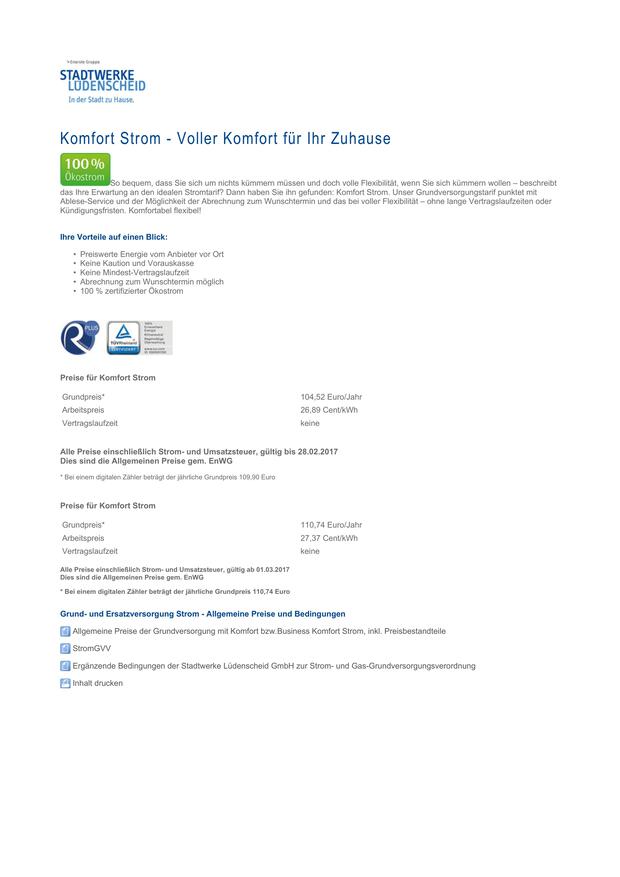 STADTWERKE
LÜDENSCHEID
In der Stadt zu Hause.
Komfort Strom - Voller Komfort für Ihr Zuhause
100 %
Ökostrom
So bequem, dass Sie sich um nichts kümmern müssen und doch volle Flexibilität, wenn Sie sich kümmern wollen – beschreibt
das Ihre Erwartung an den idealen Stromtarif? Dann haben Sie ihn gefunden: Komfort Strom. Unser Grundversorgungstarif punktet mit
Ablese-Service und der Möglichkeit der Abrechnung zum Wunschtermin und das bei voller Flexibilität – ohne lange Vertragslaufzeiten oder
Kündigungsfristen. Komfortabel flexibel!
Ihre Vorteile auf einen Blick:
• Preiswerte Energie vom Anbieter vor Ort
• Keine Kaution und Vorauskasse
• Keine Mindest-Vertragslaufzeit
• Abrechnung zum Wunschtermin möglich
• 100 % zertifizierter Ökostrom
R PLUS
TÜVRheinland
CERTIFIZIERT
Preise für Komfort Strom
Grundpreis* 104,52 Euro/Jahr
Arbeitspreis 26,89 Cent/kWh
Vertragslaufzeit keine
Alle Preise einschließlich Strom- und Umsatzsteuer, gültig bis 28.02.2017
Dies sind die Allgemeinen Preise gem. EnWG
* Bei einem digitalen Zähler beträgt der jährliche Grundpreis 109,90 Euro
Preise für Komfort Strom
Grundpreis* 110,74 Euro/Jahr
Arbeitspreis 27,37 Cent/kWh
Vertragslaufzeit keine
Alle Preise einschließlich Strom- und Umsatzsteuer, gültig ab 01.03.2017
Dies sind die Allgemeinen Preise gem. EnWG
* Bei einem digitalen Zähler beträgt der jährliche Grundpreis 110,74 Euro
Grund- und Ersatzversorgung Strom - Allgemeine Preise und Bedingungen
Allgemeine Preise der Grundversorgung mit Komfort bzw.Business Komfort Strom, inkl. Preisbestandteile
StromGVV
Ergänzende Bedingungen der Stadtwerke Lüdenscheid GmbH zur Strom- und Gas-Grundversorgungsverordnung
Inhalt drucken